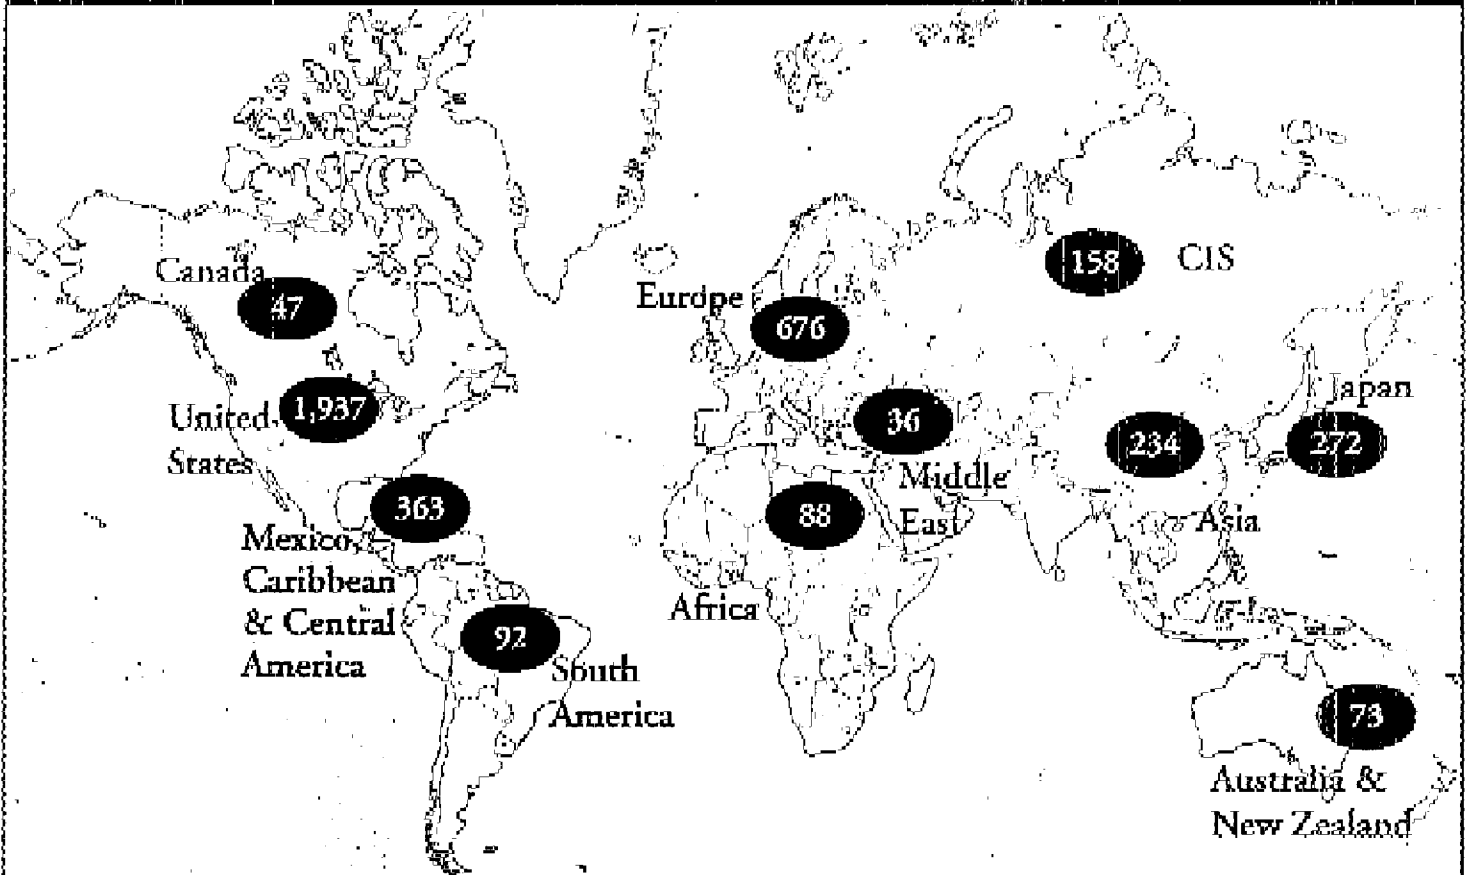 Canada
47
United
States
1,937
363
Mexico,
Caribbean
& Central
America
92
South
America
Europe
676
36
Middle
East
88
Africa
158
CIS
234
Asia
Japan
272
73
Australia &
New Zealand